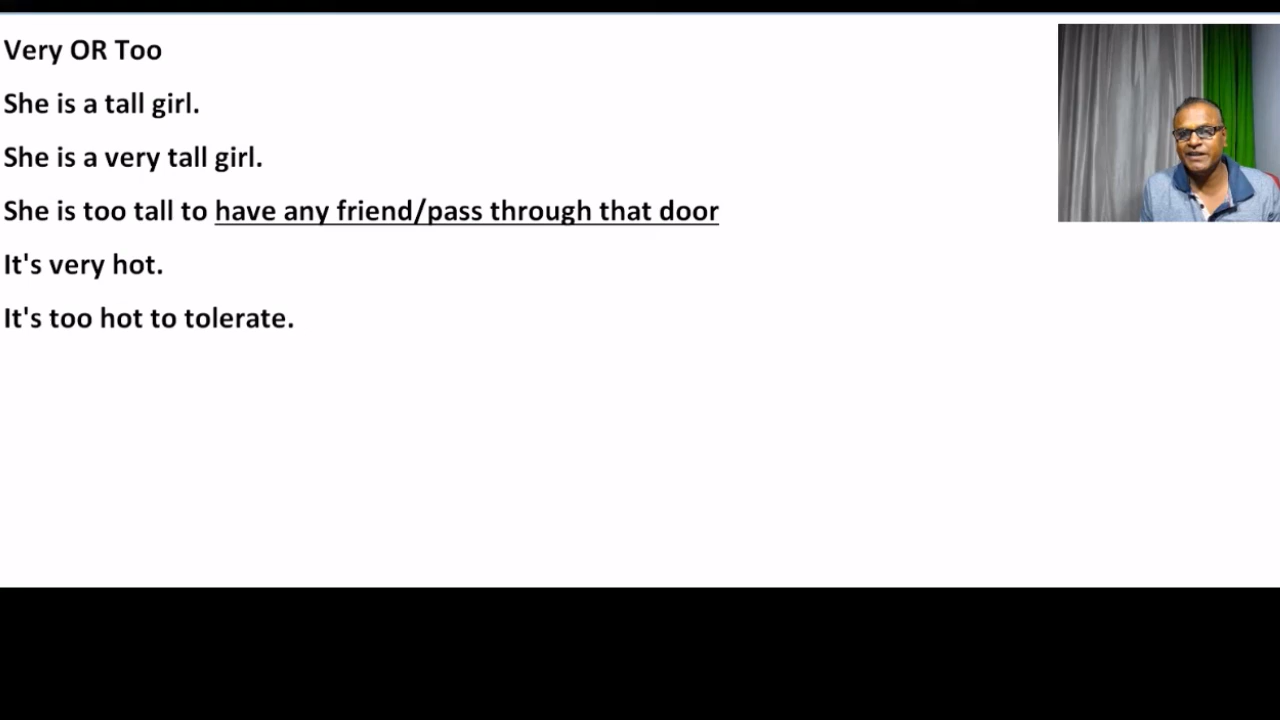 Very OR Too
She is a tall girl.
She is a very tall girl.
She is too tall to have any friend/pass through that door
It's very hot.
It's too hot to tolerate.